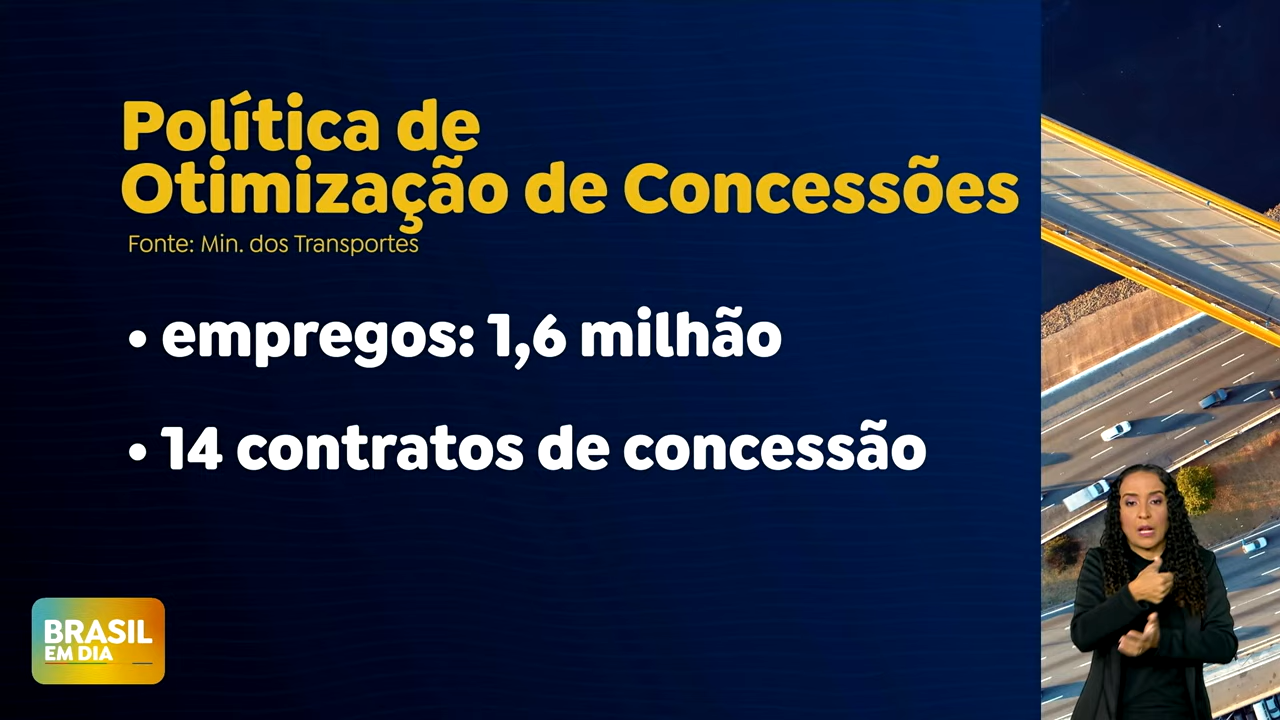 Política de
Otimização de Concessões
Fonte: Min. dos Transportes
• empregos: 1,6 milhão
• 14 contratos de concessão
BRASIL
EM DIA